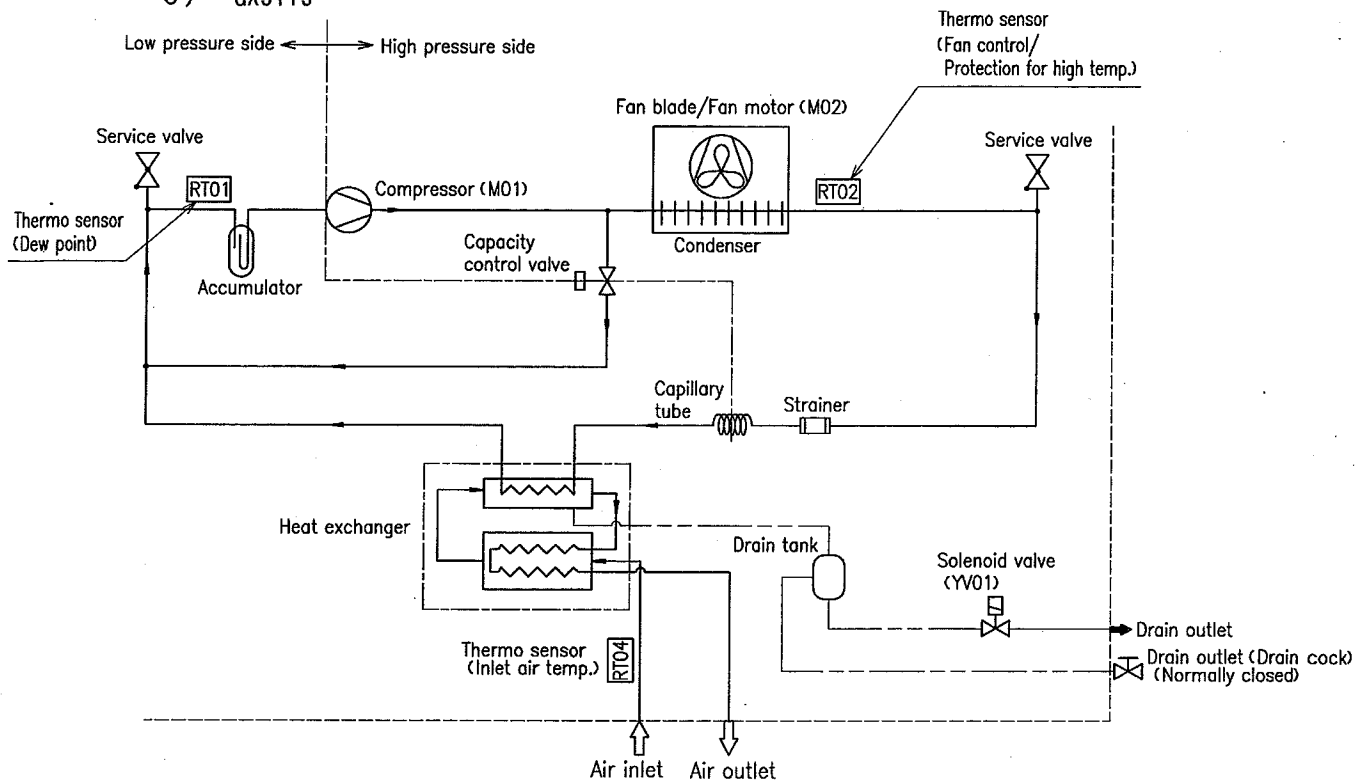 Low pressure side
High pressure side
Thermo sensor
(Fan control/
Protection for high temp.)
Fan blade/Fan motor (M02)
Service valve
Service valve
RT01
Compressor (M01)
RT02
Thermo sensor
(Dew point)
Condenser
Capacity
control valve
Accumulator
Capillary
tube
Strainer
Heat exchanger
Drain tank
Solenoid valve
(YV01)
Drain outlet
Thermo sensor
(Inlet air temp.)
RT04
Drain outlet (Drain cock)
(Normally closed)
Air inlet
Air outlet